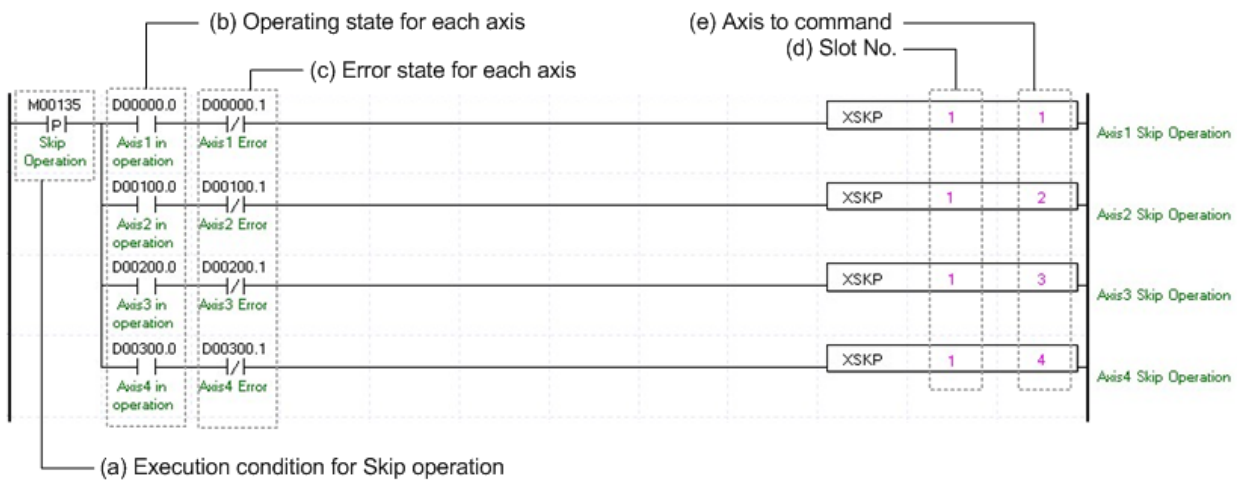 (b) Operating state for each axis
(e) Axis to command
(d) Slot No.
(c) Error state for each axis
M00135 D00000.0 D00000.1
P XSKP 1 1
Skip Operation
Axis1 in operation
Axis1 Error
Axis1 Skip Operation
D00100.0 D00100.1
XSKP 1 2
Axis2 in operation
Axis2 Error
Axis2 Skip Operation
D00200.0 D00200.1
XSKP 1 3
Axis3 in operation
Axis3 Error
Axis3 Skip Operation
D00300.0 D00300.1
XSKP 1 4
Axis4 in operation
Axis4 Error
Axis4 Skip Operation
(a) Execution condition for Skip operation